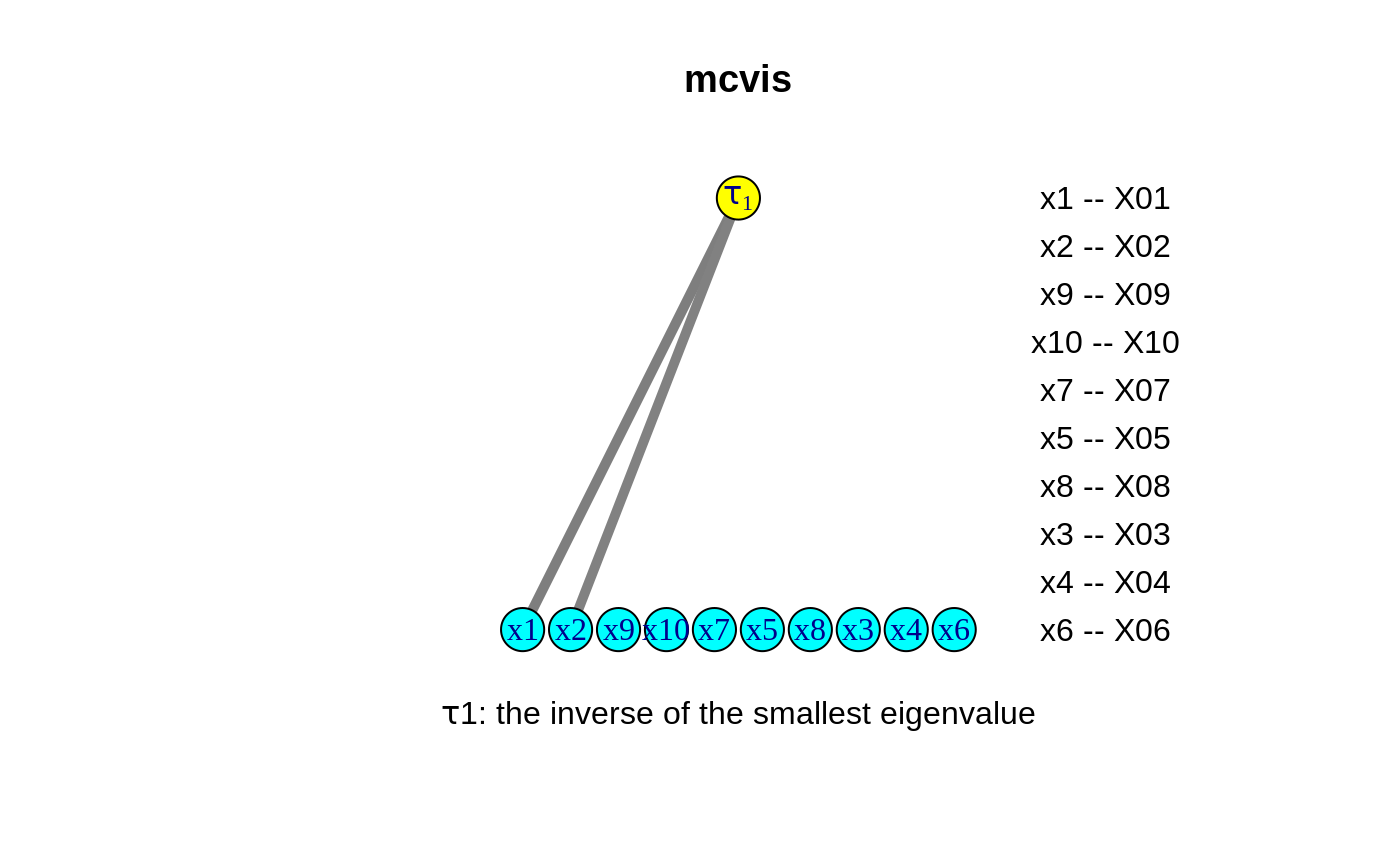 mcvis
τ1
x1 -- X01
x2 -- X02
x9 -- X09
x10 -- X10
x7 -- X07
x5 -- X05
x8 -- X08
x3 -- X03
x4 -- X04
x6 -- X06
x1 x2 x9 x10 x7 x5 x8 x3 x4 x6
τ1: the inverse of the smallest eigenvalue